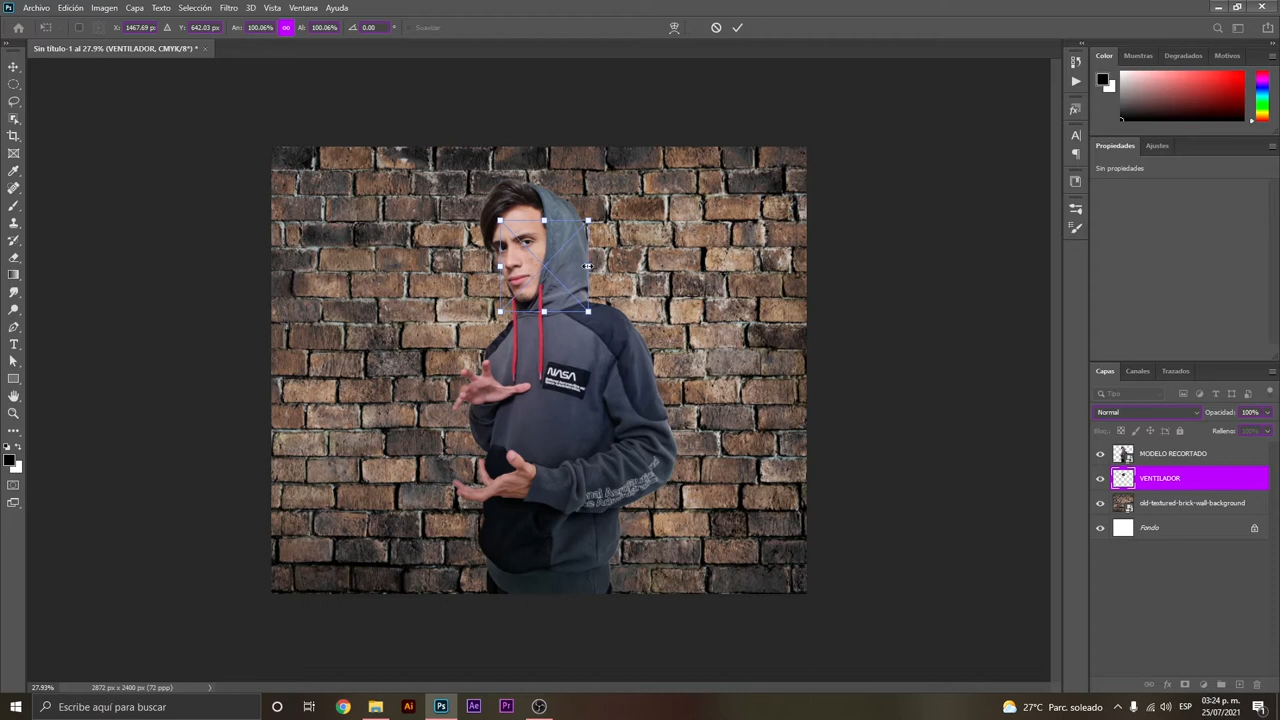 Archivo Edición Imagen Capa Texto Selección Filtro 3D Vista Ventana Ayuda
X: 1467.69 px Y: 642.03 px An: 100.06% Al: 100.06% 0.00 ° Suavizar
Sin título-1 al 27.9% (VENTILADOR, CMYK/8*) * ×
Color Muestras Degradados Motivos
Propiedades Ajustes
Sin propiedades
NASA
Capas Canales Trazados
Tipo
Normal Opacidad: 100%
Bloq.: Relleno: 100%
MODELO RECORTADO
VENTILADOR
old-textured-brick-wall-background
Fondo
27.93% 2872 px x 2400 px (72 ppp)
Escribe aquí para buscar
Ai Ps Ae Pr
27°C Parc. soleado ESP 03:24 p. m.
25/07/2021